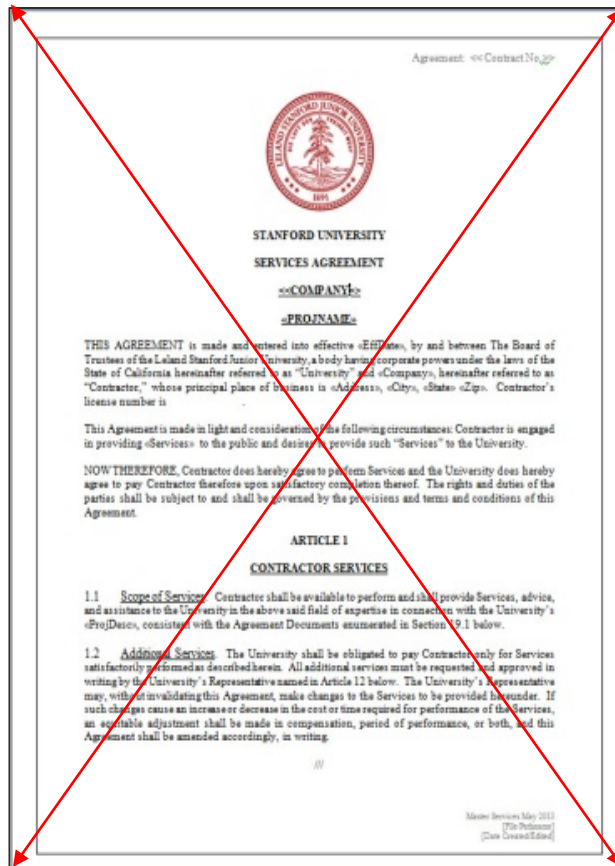 Agreement: <<Contract No.>>
LELAND STANFORD JUNIOR UNIVERSITY
1891
STANFORD UNIVERSITY
SERVICES AGREEMENT
<<COMPANY>>
«PROJNAME»
THIS AGREEMENT is made and entered into effective «EffDate», by and between The Board of
Trustees of the Leland Stanford Junior University, a body having corporate powers under the laws of the
State of California hereinafter referred to as "University" and «Company», hereinafter referred to as
"Contractor," whose principal place of business is «Address», «City», «State» «Zip». Contractor's
license number is .
This Agreement is made in light and consideration of the following circumstances: Contractor is engaged
in providing «Services» to the public and desires to provide such "Services" to the University.
NOW THEREFORE, Contractor does hereby agree to perform Services and the University does hereby
agree to pay Contractor therefore upon satisfactory completion thereof. The rights and duties of the
parties shall be subject to and shall be governed by the provisions and terms and conditions of this
Agreement.
ARTICLE 1
CONTRACTOR SERVICES
1.1 Scope of Services. Contractor shall be available to perform and shall provide Services, advice,
and assistance to the University in the above said field of expertise in connection with the University's
«ProjDesc», consistent with the Agreement Documents enumerated in Section 19.1 below.
1.2 Additional Services. The University shall be obligated to pay Contractor only for Services
satisfactorily performed as described herein. All additional services must be requested and approved in
writing by the University's Representative named in Article 12 below. The University's Representative
may, without invalidating this Agreement, make changes to the Services to be provided hereunder. If
such changes cause an increase or decrease in the cost or time required for performance of the Services,
an equitable adjustment shall be made in compensation, period of performance, or both, and this
Agreement shall be amended accordingly, in writing.
///
Master Services May 2013
[File Pathname]
[Date Created/Edited]